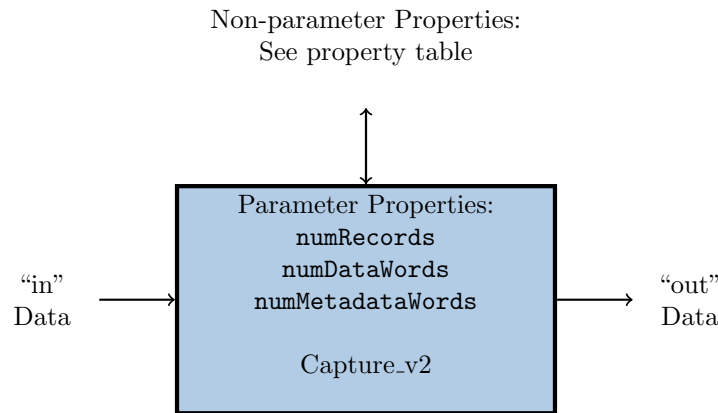 Non-parameter Properties:
See property table
Parameter Properties:
numRecords
numDataWords
numMetadataWords
“in”
Data
“out”
Data
Capture_v2